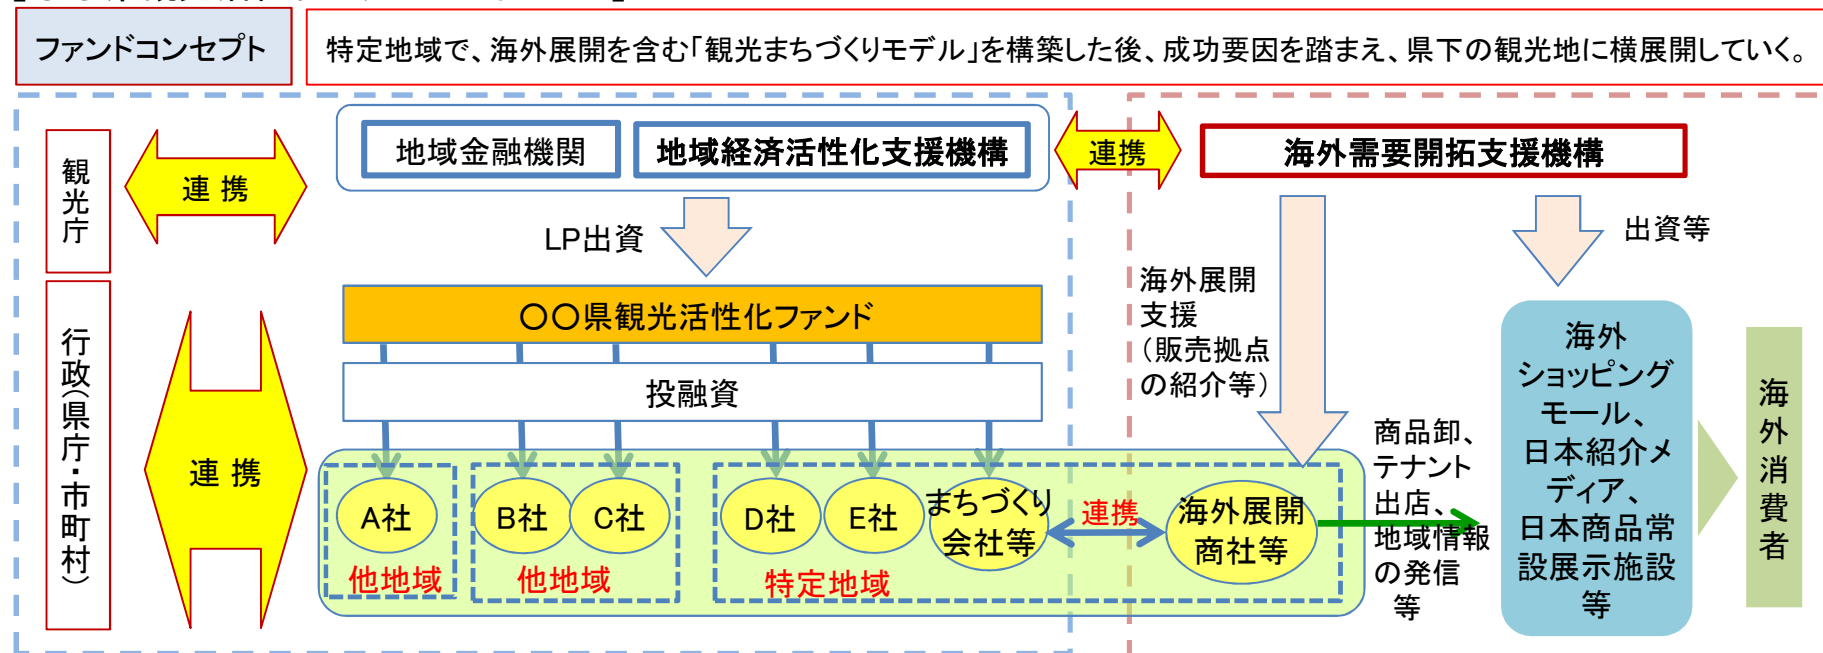 ファンドコンセプト
特定地域で、海外展開を含む「観光まちづくりモデル」を構築した後、成功要因を踏まえ、県下の観光地に横展開していく。
観光庁
連 携
地域金融機関
地域経済活性化支援機構
連携
海外需要開拓支援機構
LP出資
出資等
海外展開
支援
（販売拠点
の紹介等）
行政（県庁・市町村）
連 携
〇〇県観光活性化ファンド
投融資
A社
B社
C社
D社
E社
まちづくり
会社等
連携
海外展開
商社等
他地域
他地域
特定地域
商品卸、
テナント
出店、
地域情報
の発信
等
海外
ショッピング
モール、
日本紹介メ
ディア、
日本商品常
設展示施設
等
海外消費者